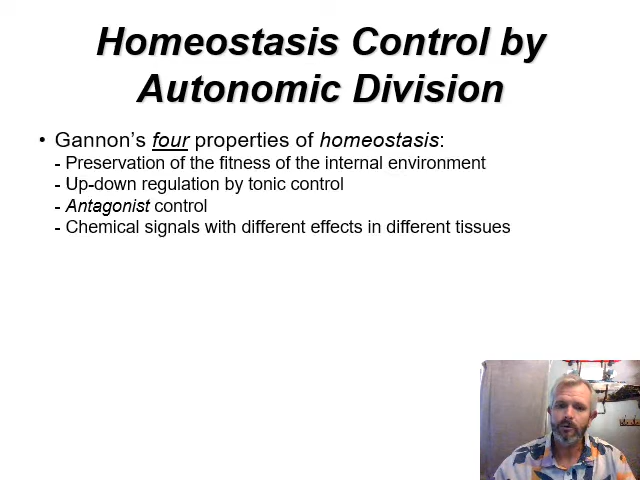 Homeostasis Control by
Autonomic Division
• Gannon's four properties of homeostasis:
- Preservation of the fitness of the internal environment
- Up-down regulation by tonic control
- Antagonist control
- Chemical signals with different effects in different tissues